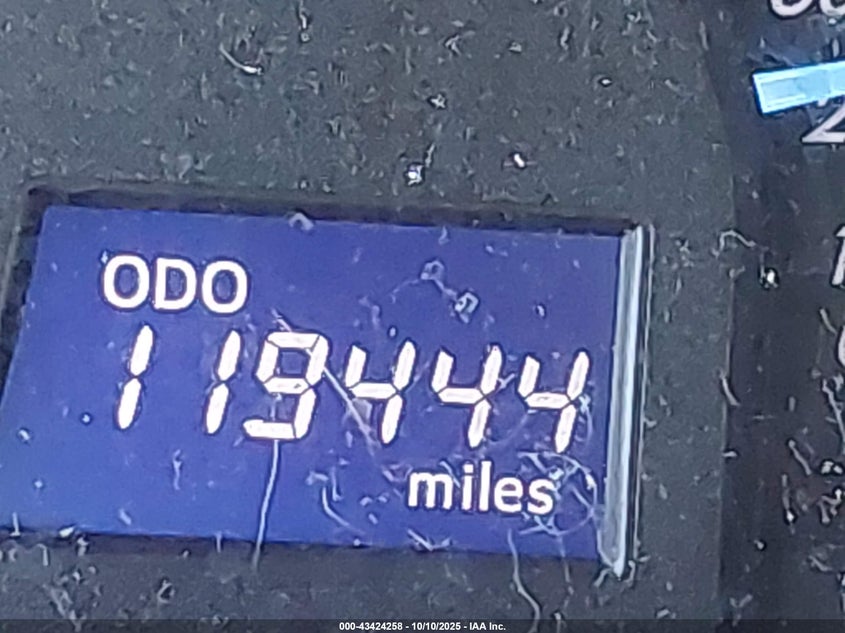 ODO
119444
miles
000-43424258 - 10/10/2025 - IAA Inc.